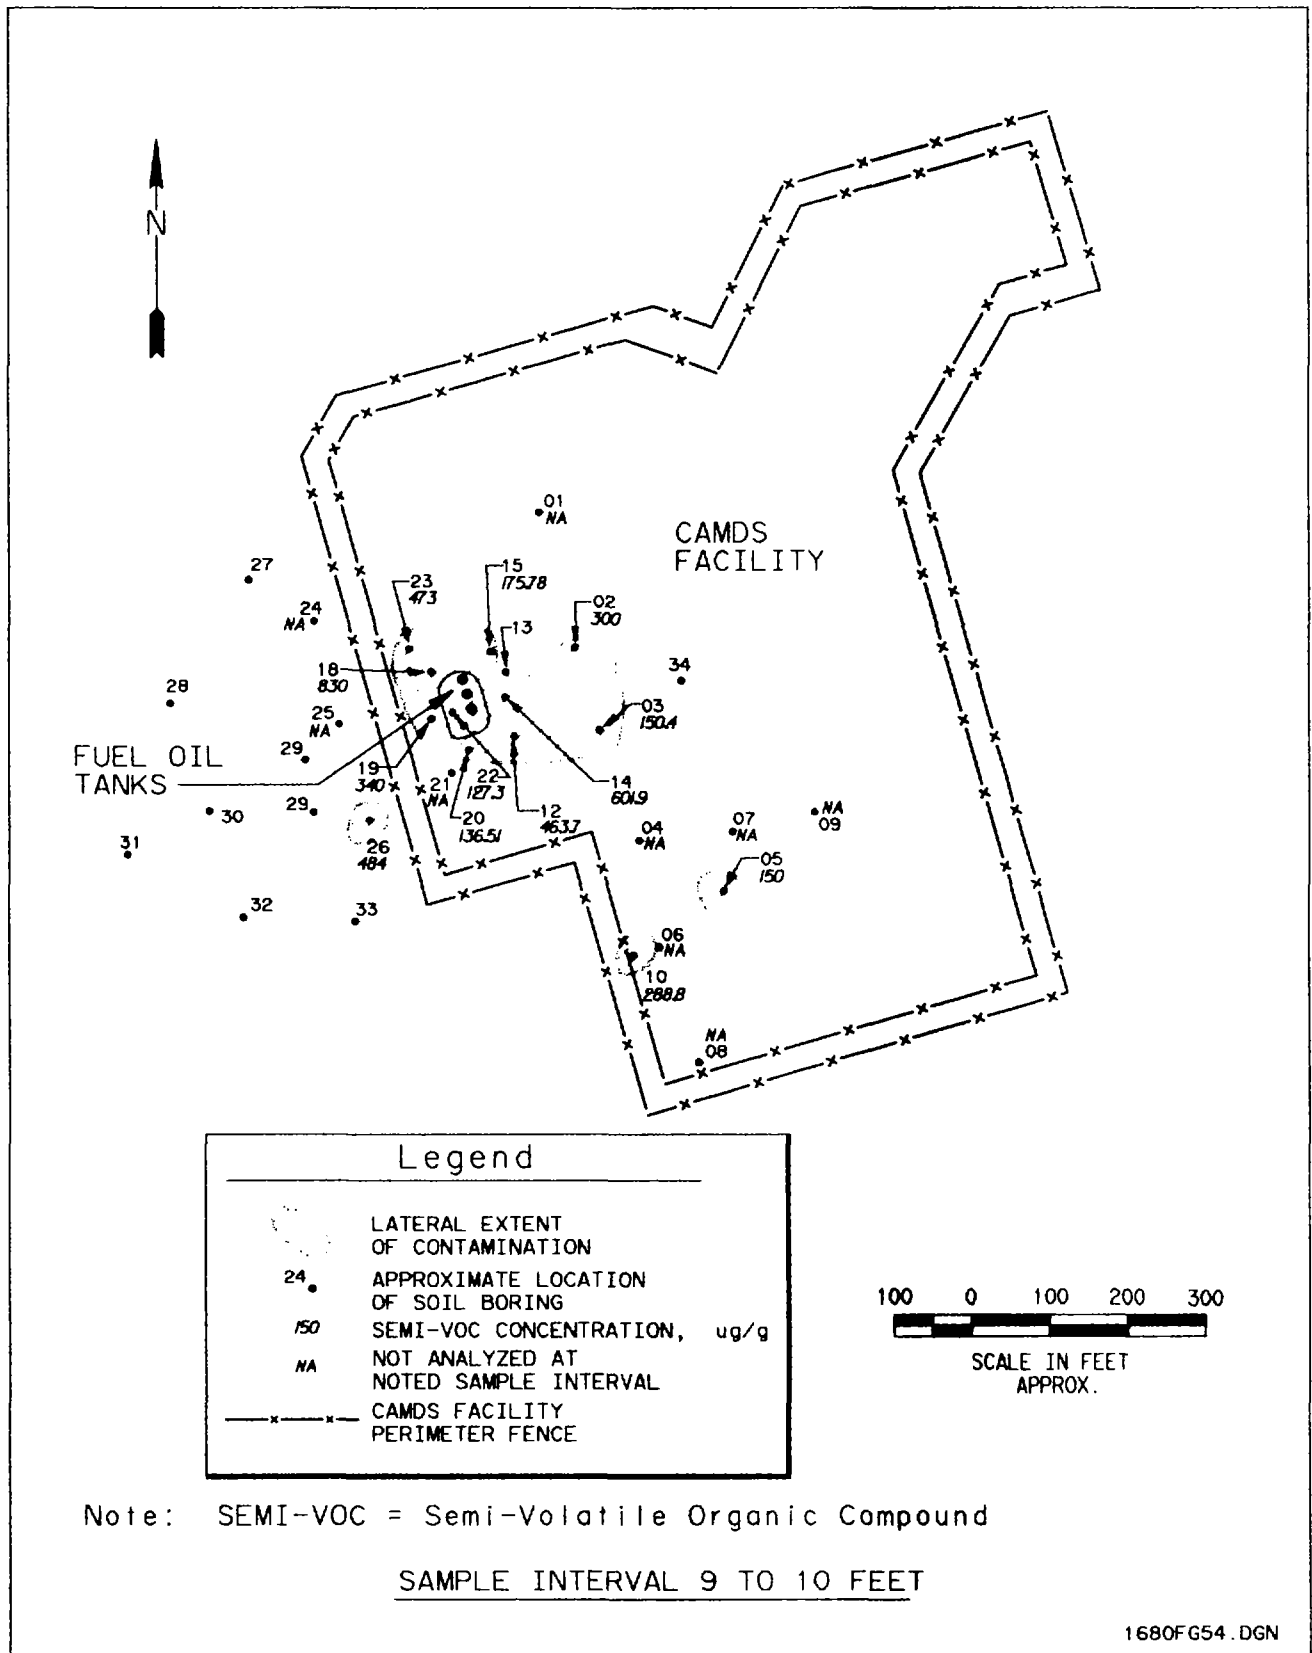 N
01
NA
CAMDS
FACILITY
27
15
175.78
23
473
02
300
24
NA
13
18
830
34
28
03
150.4
25
NA
FUEL OIL
TANKS
29
19
340
21
NA
22
127.3
14
601.9
20
136.51
12
463.7
30
29
NA
09
07
NA
04
NA
31
26
484
05
150
32
33
06
NA
10
288.8
NA
08
Legend
LATERAL EXTENT
OF CONTAMINATION
24
APPROXIMATE LOCATION
OF SOIL BORING
150
SEMI-VOC CONCENTRATION, ug/g
NA
NOT ANALYZED AT
NOTED SAMPLE INTERVAL
CAMDS FACILITY
PERIMETER FENCE
100 0 100 200 300
SCALE IN FEET
APPROX.
Note: SEMI-VOC = Semi-Volatile Organic Compound
SAMPLE INTERVAL 9 TO 10 FEET
1680FG54.DGN